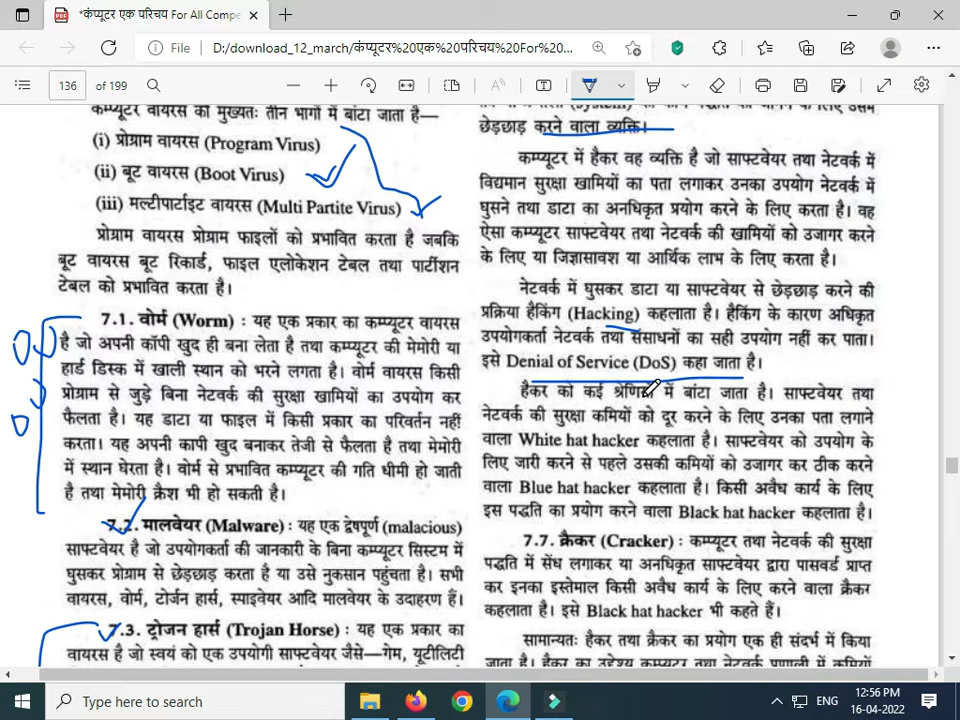 *कंप्यूटर एक परिचय For All Compe
File
D:/download_12_march/कंप्यूटर%20एक%20परिचय%20For%20...
136
of 199
कम्प्यूटर वायरस को मुख्यतः तीन भागों में बांटा जाता है—
(i) प्रोग्राम वायरस (Program Virus)
(ii) बूट वायरस (Boot Virus)
(iii) मल्टीपार्टाइट वायरस (Multi Partite Virus)
प्रोग्राम वायरस प्रोग्राम फाइलों को प्रभावित करता है जबकि
बूट वायरस बूट रिकार्ड, फाइल एलोकेशन टेबल तथा पार्टीशन
टेबल को प्रभावित करता है।
7.1. वोर्म (Worm) : यह एक प्रकार का कम्प्यूटर वायरस
है जो अपनी कॉपी खुद ही बना लेता है तथा कम्प्यूटर की मेमोरी या
हार्ड डिस्क में खाली स्थान को भरने लगता है। वोर्म वायरस किसी
प्रोग्राम से जुड़े बिना नेटवर्क की सुरक्षा खामियों का उपयोग कर
फैलता है। यह डाटा या फाइल में किसी प्रकार का परिवर्तन नहीं
करता। यह अपनी कापी खुद बनाकर तेजी से फैलता है तथा मेमोरी
में स्थान घेरता है। वोर्म से प्रभावित कम्प्यूटर की गति धीमी हो जाती
है तथा मेमोरी क्रैश भी हो सकती है।
7.2. मालवेयर (Malware) : यह एक द्वेषपूर्ण (malacious)
साफ्टवेयर है जो उपयोगकर्ता की जानकारी के बिना कम्प्यूटर सिस्टम में
घुसकर प्रोग्राम से छेड़छाड़ करता है या उसे नुकसान पहुंचता है। सभी
वायरस, वोर्म, टोर्जन हार्स, स्पाइवेयर आदि मालवेयर के उदाहरण हैं।
7.3. ट्रोजन हार्स (Trojan Horse) : यह एक प्रकार का
वायरस है जो स्वयं को एक उपयोगी साफ्टवेयर जैसे—गेम, यूटीलिटी
छेड़छाड़ करने वाला व्यक्ति।
कम्प्यूटर में हैकर वह व्यक्ति है जो साफ्टवेयर तथा नेटवर्क में
विद्यमान सुरक्षा खामियों का पता लगाकर उनका उपयोग नेटवर्क में
घुसने तथा डाटा का अनधिकृत प्रयोग करने के लिए करता है। वह
ऐसा कम्प्यूटर साफ्टवेयर तथा नेटवर्क की खामियों को उजागर करने
के लिए या जिज्ञासावश या आर्थिक लाभ के लिए करता है।
नेटवर्क में घुसकर डाटा या साफ्टवेयर से छेड़छाड़ करने की
प्रक्रिया हैकिंग (Hacking) कहलाता है। हैकिंग के कारण अधिकृत
उपयोगकर्ता नेटवर्क तथा संसाधनों का सही उपयोग नहीं कर पाता।
इसे Denial of Service (DoS) कहा जाता है।
हैकर को कई में बांटा जाता है। साफ्टवेयर तथा
नेटवर्क की सुरक्षा कमियों को दूर करने के लिए उनका पता लगाने
वाला White hat hacker कहलाता है। साफ्टवेयर को उपयोग के
लिए जारी करने से पहले उसकी कमियों को उजागर कर ठीक करने
वाला Blue hat hacker कहलाता है। किसी अवैध कार्य के लिए
इस पद्धति का प्रयोग करने वाला Black hat hacker कहलाता है।
7.7. क्रैकर (Cracker) : कम्प्यूटर तथा नेटवर्क की सुरक्षा
पद्धति में सेंध लगाकर या अनधिकृत साफ्टवेयर द्वारा पासवर्ड प्राप्त
कर इनका इस्तेमाल किसी अवैध कार्य के लिए करने वाला क्रैकर
कहलाता है। इसे Black hat hacker भी कहते हैं।
सामान्यतः हैकर तथा क्रैकर का प्रयोग एक ही संदर्भ में किया
जाता है। हैकर का उद्देश्य कम्प्यूटर तथा नेटवर्क प्रणाली में कमियों
Type here to search
ENG
12:56 PM
16-04-2022